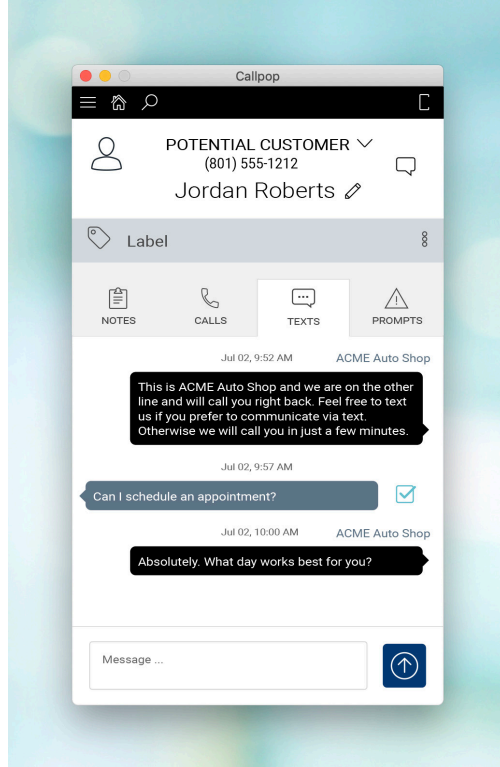 Callpop
POTENTIAL CUSTOMER
(801) 555-1212
Jordan Roberts
Label
NOTES
CALLS
TEXTS
PROMPTS
Jul 02, 9:52 AM
ACME Auto Shop
This is ACME Auto Shop and we are on the other
line and will call you right back. Feel free to text
us if you prefer to communicate via text.
Otherwise we will call you in just a few minutes.
Jul 02, 9:57 AM
Can I schedule an appointment?
Jul 02, 10:00 AM
ACME Auto Shop
Absolutely. What day works best for you?
Message ...